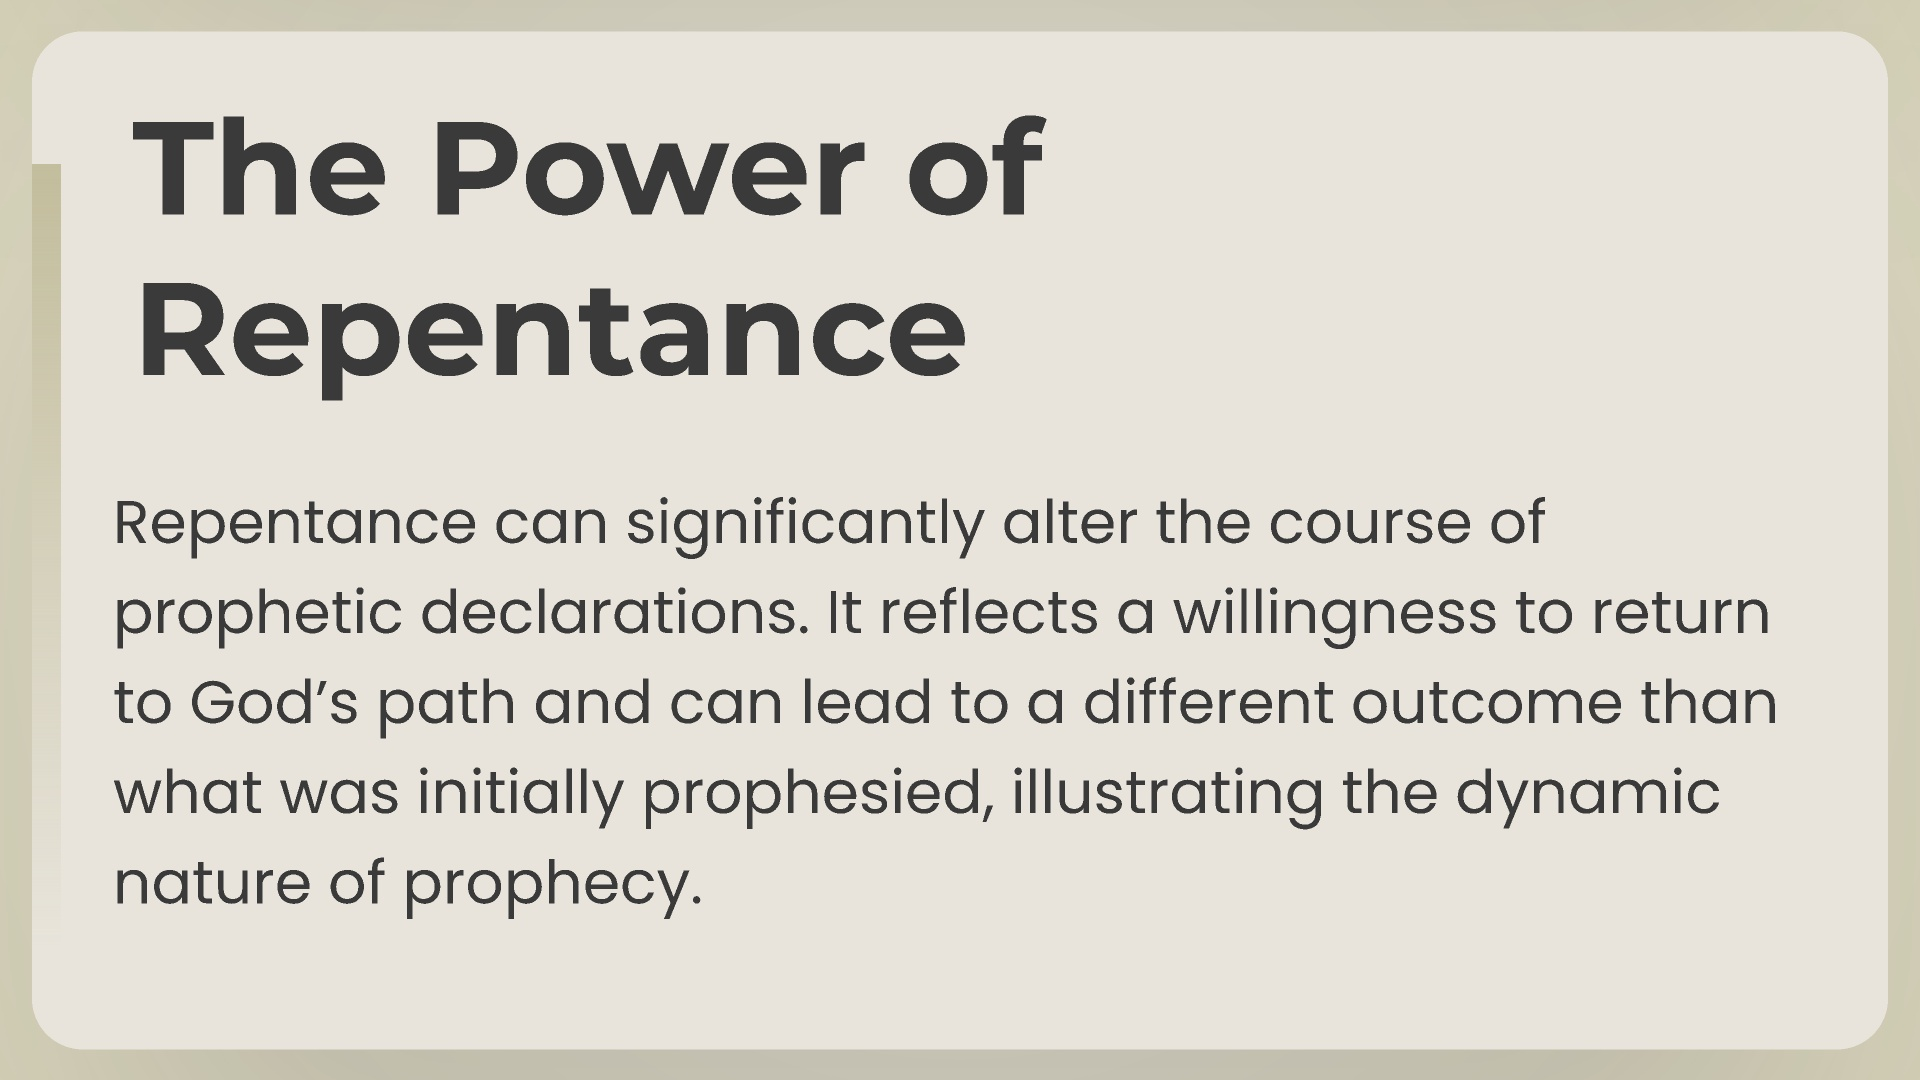 The Power of
Repentance
Repentance can significantly alter the course of
prophetic declarations. It reflects a willingness to return
to God’s path and can lead to a different outcome than
what was initially prophesied, illustrating the dynamic
nature of prophecy.